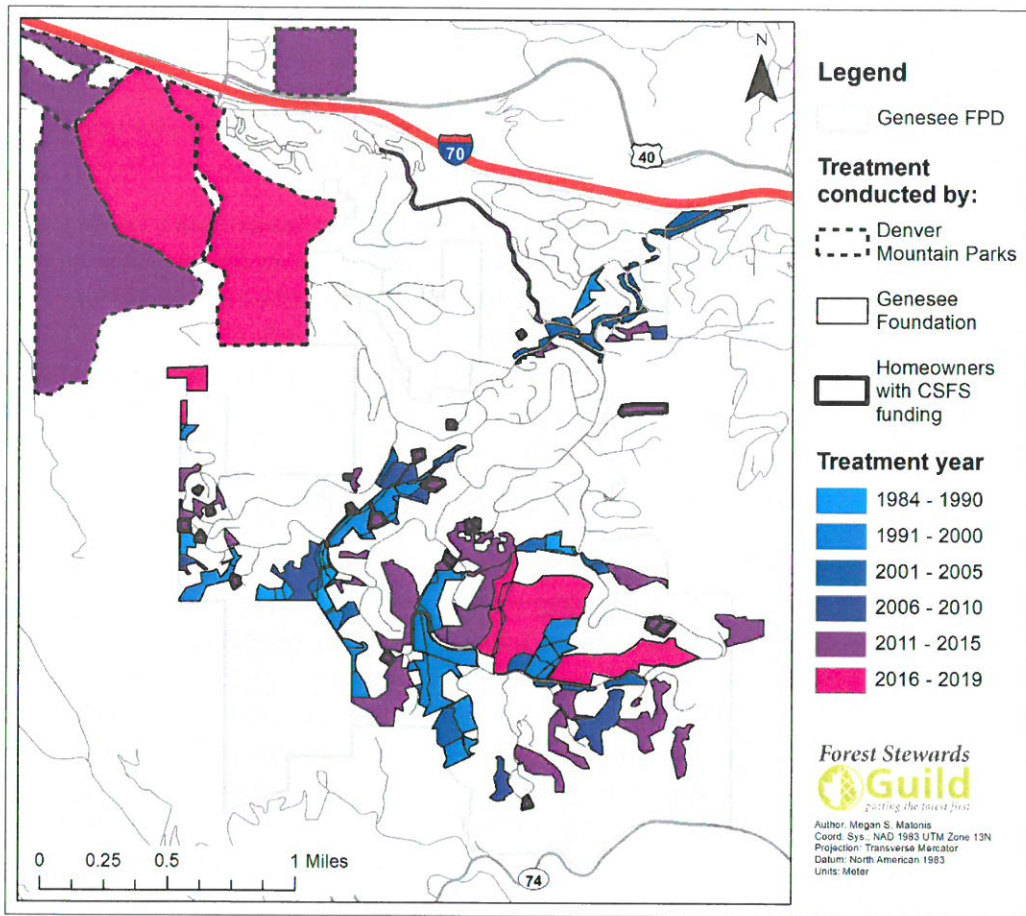 N
70
40
74
0 0.25 0.5 1 Miles
Legend
Genesee FPD
Treatment
conducted by:
Denver
Mountain Parks
Genesee
Foundation
Homeowners
with CSFS
funding
Treatment year
1984 - 1990
1991 - 2000
2001 - 2005
2006 - 2010
2011 - 2015
2016 - 2019
Forest Stewards
Guild
putting the forest first
Author: Megan S. Matonis
Coord. Sys.: NAD 1983 UTM Zone 13N
Projection: Transverse Mercator
Datum: North American 1983
Units: Meter